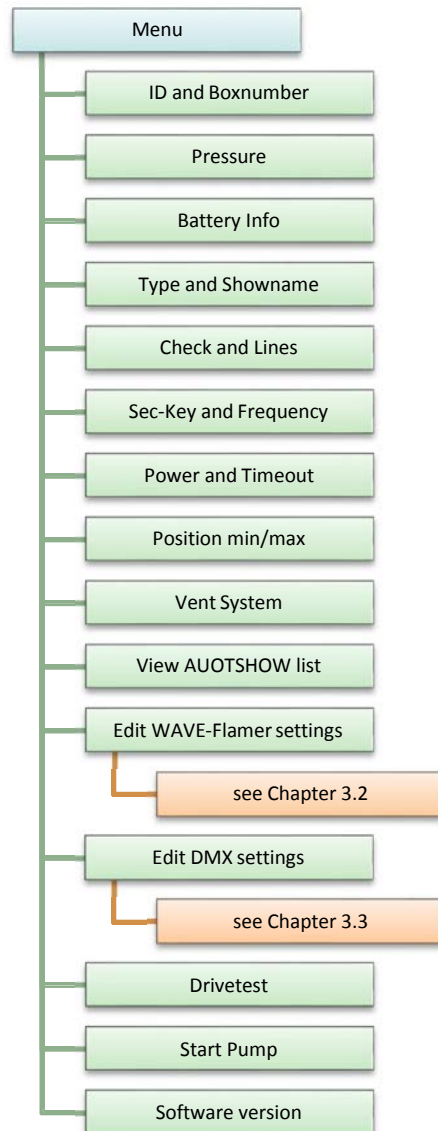 Menu
ID and Boxnumber
Pressure
Battery Info
Type and Showname
Check and Lines
Sec-Key and Frequency
Power and Timeout
Position min/max
Vent System
View AUOTSHOW list
Edit WAVE-Flamer settings
see Chapter 3.2
Edit DMX settings
see Chapter 3.3
Drivetest
Start Pump
Software version